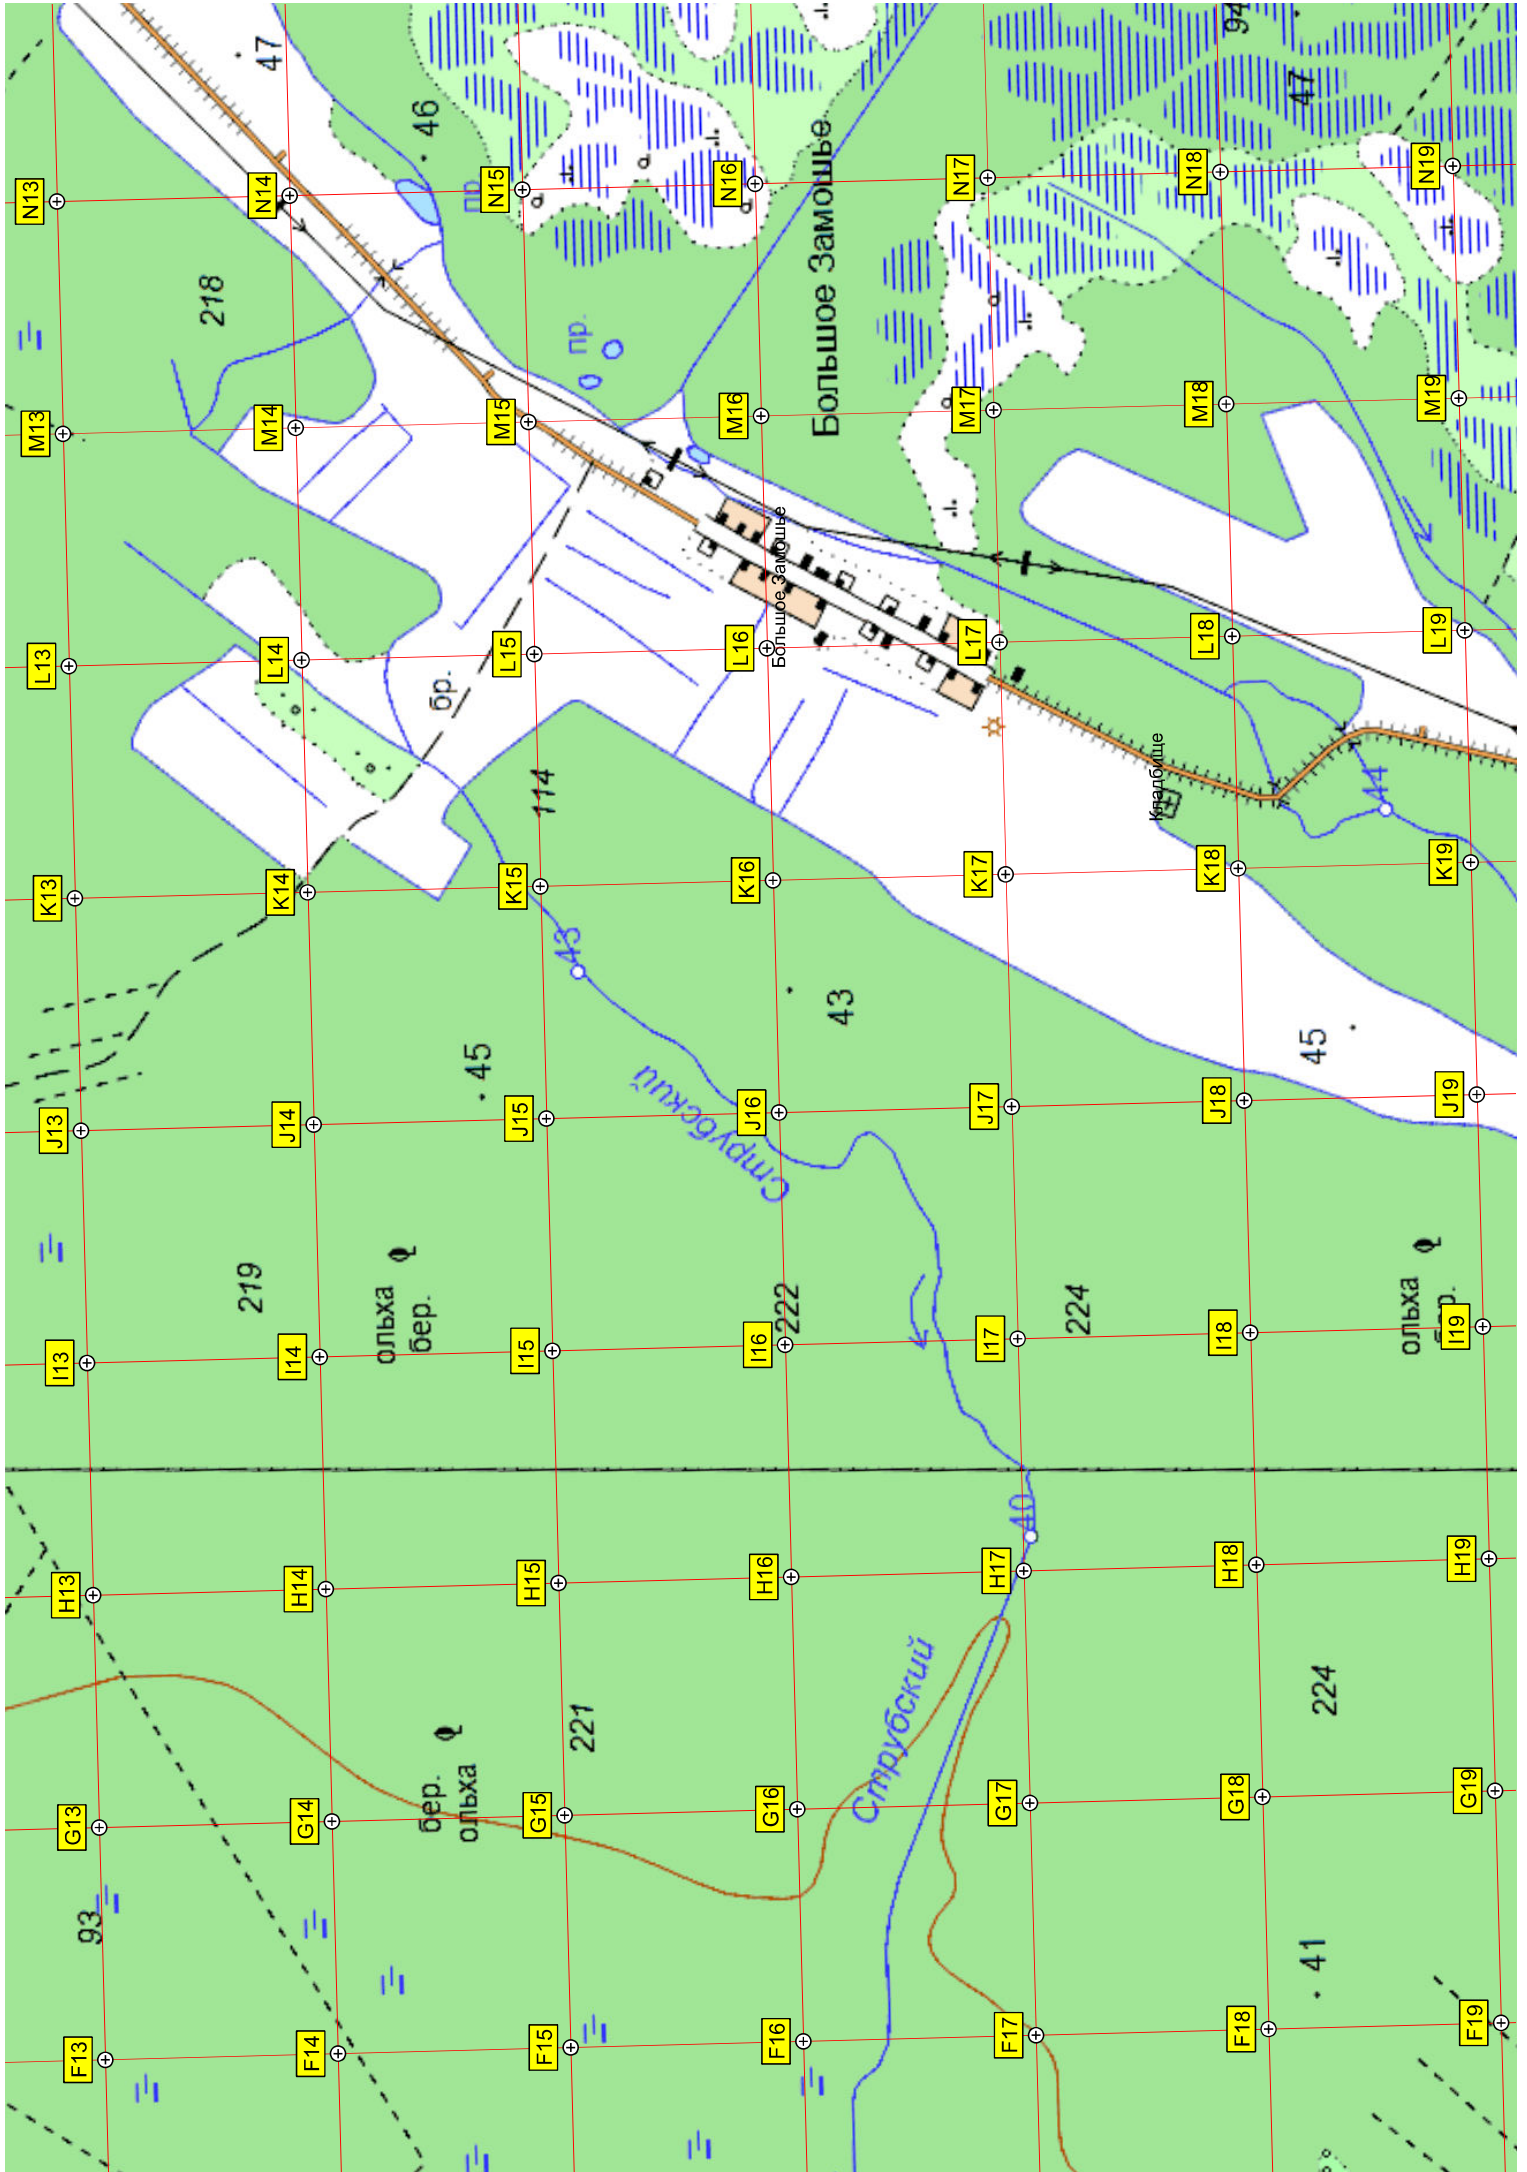 47
94
N13
N14
46
пр.
N15
N16
Большое Замошье
N17
N18
47
N19
218
пр.
M13
M14
M15
M16
M17
M18
M19
L13
L14
бр.
L15
L16
Большое Замошье
L17
L18
L19
114
Кладбище
44
K13
K14
K15
43
K16
K17
K18
K19
45
43
45
Струбский
J13
J14
J15
J16
J17
J18
J19
219
ольха
бер.
222
224
ольха
бер.
I13
I14
I15
I16
I17
I18
I19
40
H13
H14
H15
H16
H17
H18
H19
Струбский
221
224
бер.
ольха
G13
G14
G15
G16
G17
G18
G19
93
41
F13
F14
F15
F16
F17
F18
F19